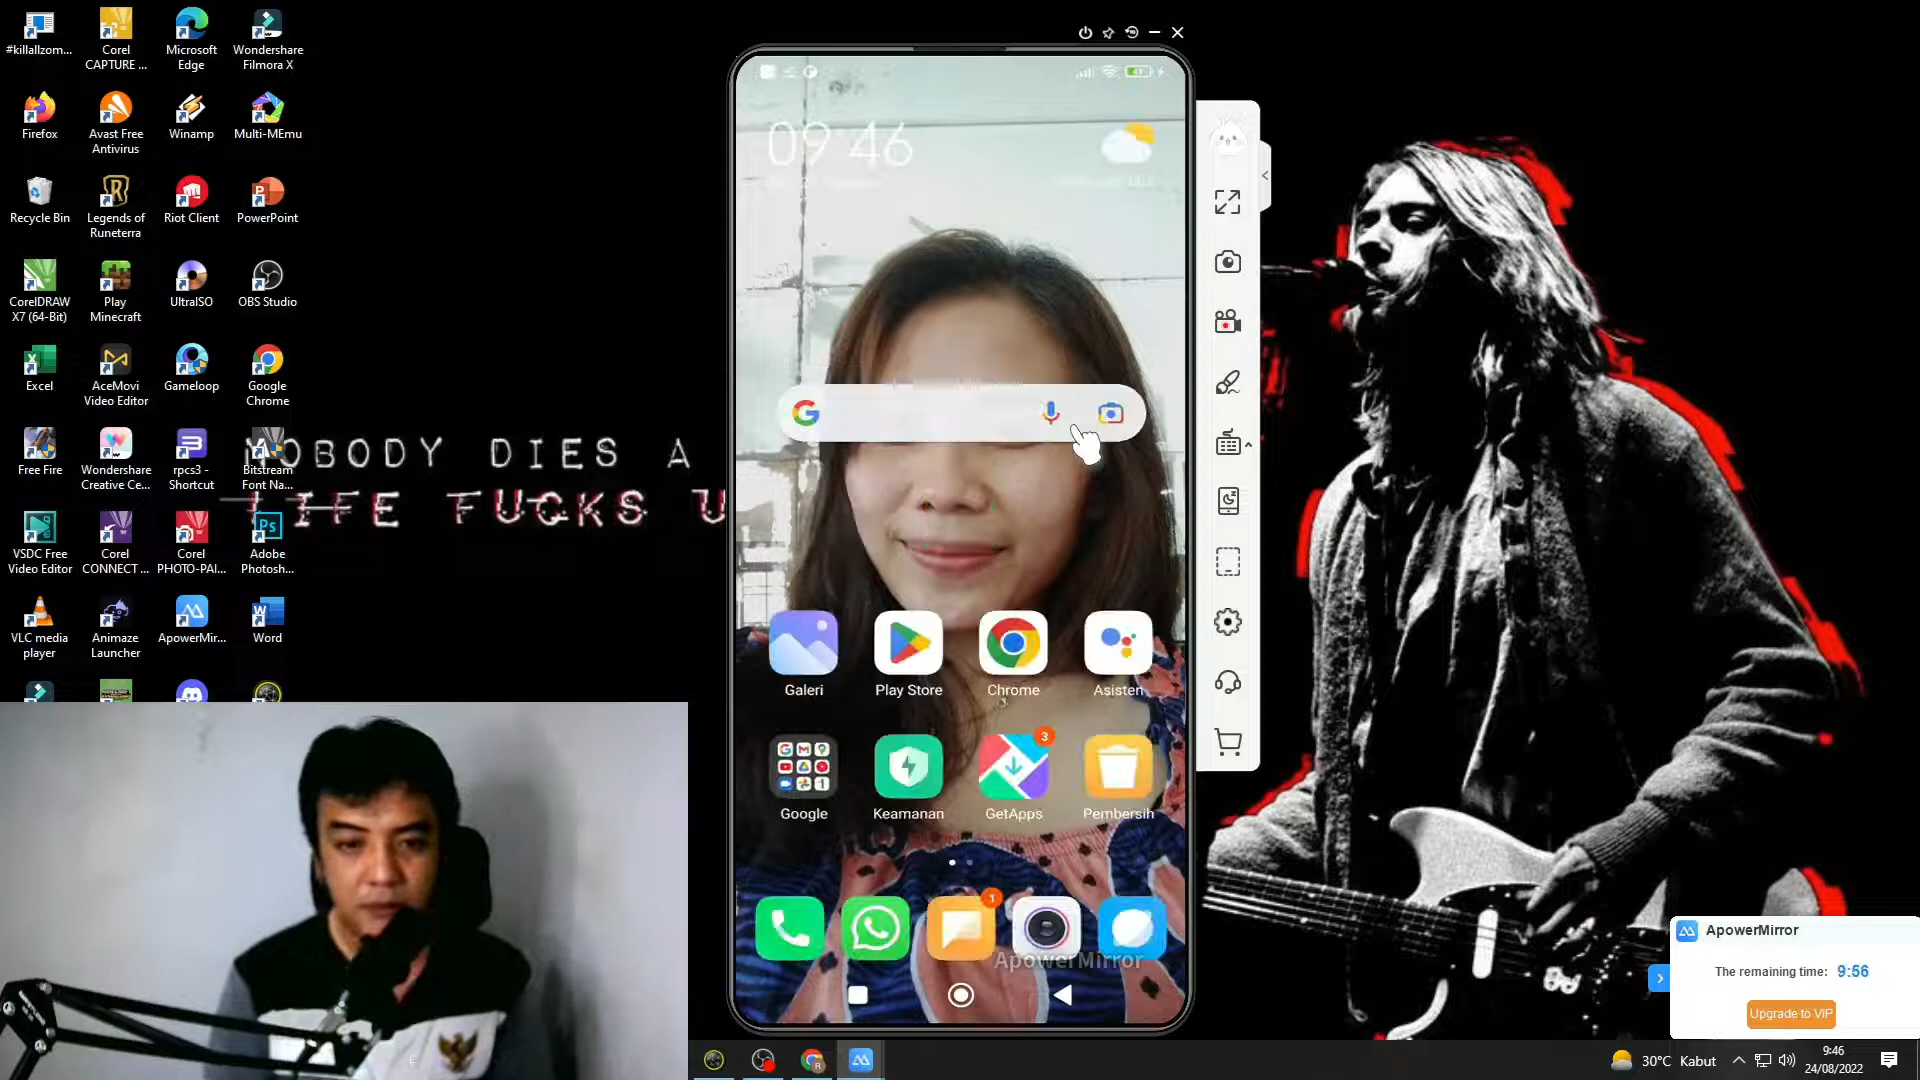 #killallzom...
Corel CAPTURE ...
Microsoft Edge
Wondershare Filmora X
Firefox
Avast Free Antivirus
Winamp
Multi-MEmu
Recycle Bin
Legends of Runeterra
Riot Client
PowerPoint
CorelDRAW X7 (64-Bit)
Play Minecraft
UltraISO
OBS Studio
Excel
AceMovi Video Editor
Gameloop
Google Chrome
Free Fire
Wondershare Creative Ce...
rpcs3 - Shortcut
Bitstream Font Na...
VSDC Free Video Editor
Corel CONNECT ...
Corel PHOTO-PAI...
Adobe Photosh...
VLC media player
Animaze Launcher
ApowerMir...
Word
NOBODY DIES A
LIFE FUCKS U
09 46
Galeri
Play Store
Chrome
Asisten
Google
Keamanan
GetApps
3
Pembersih
1
ApowerMirror
ApowerMirror
The remaining time: 9:56
Upgrade to VIP
30°C Kabut
9:46
24/08/2022